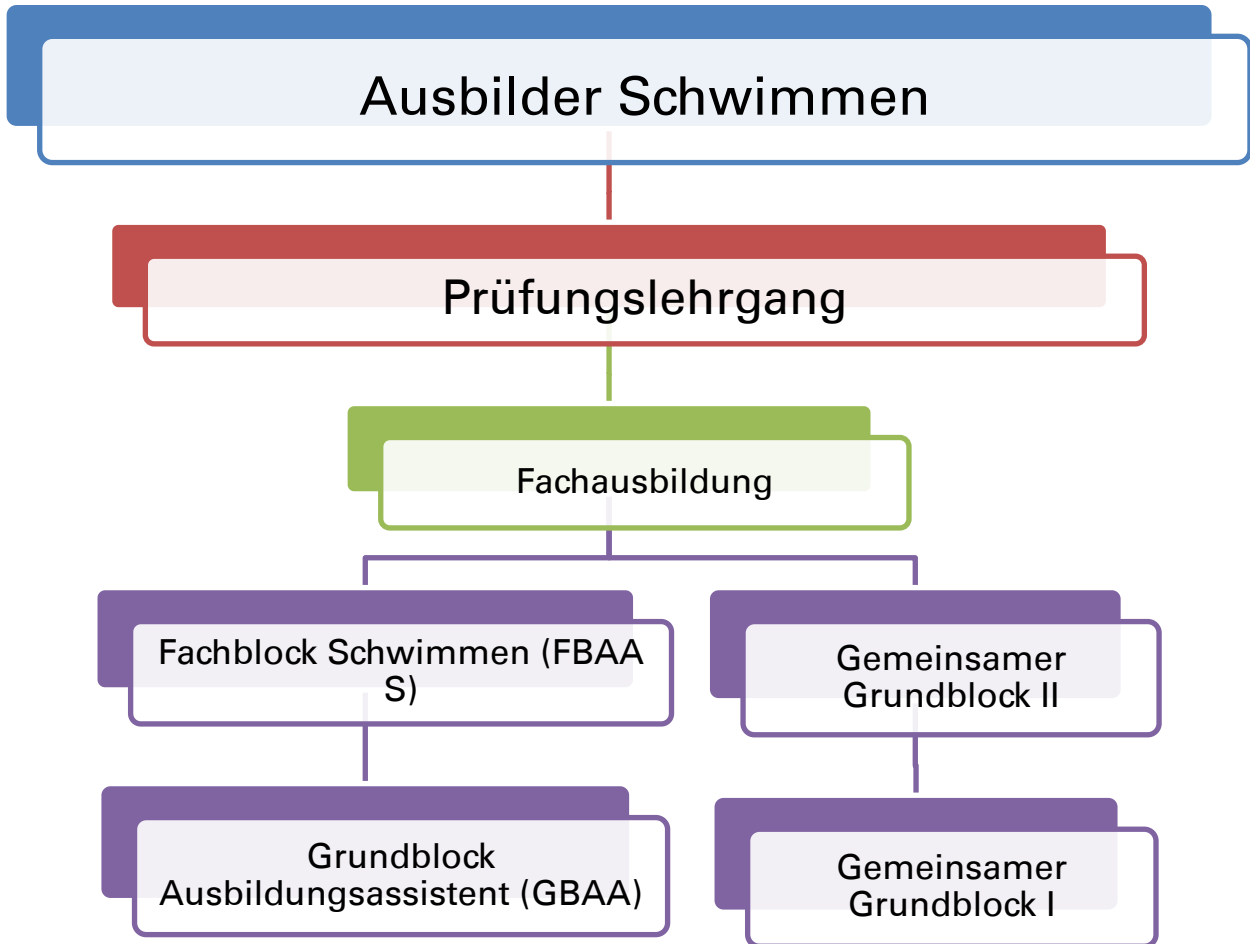 Ausbilder Schwimmen
Prüfungslehrgang
Fachausbildung
Fachblock Schwimmen (FBAA
S)
Gemeinsamer
Grundblock II
Grundblock
Ausbildungsassistent (GBAA)
Gemeinsamer
Grundblock I